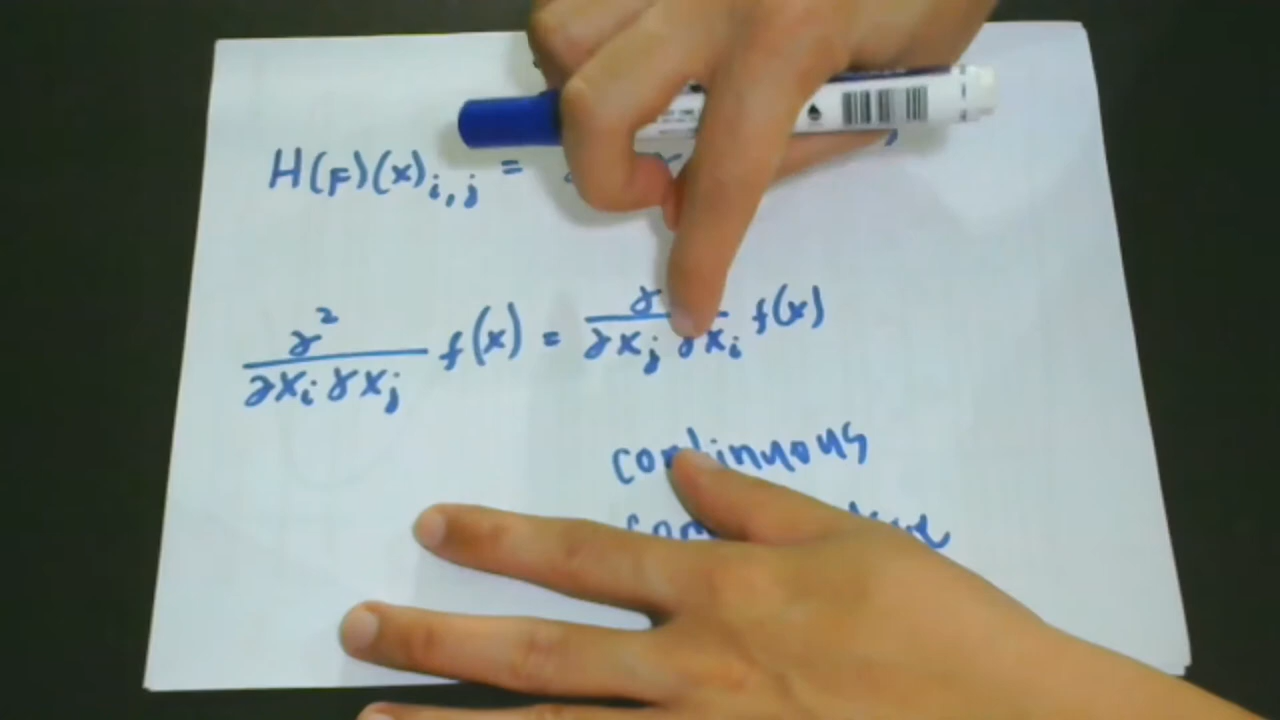 H(F)(x)i,j =
∂² / ∂xi ∂xj f(x) = ∂ / ∂xj ∂xi f(x)
continuous